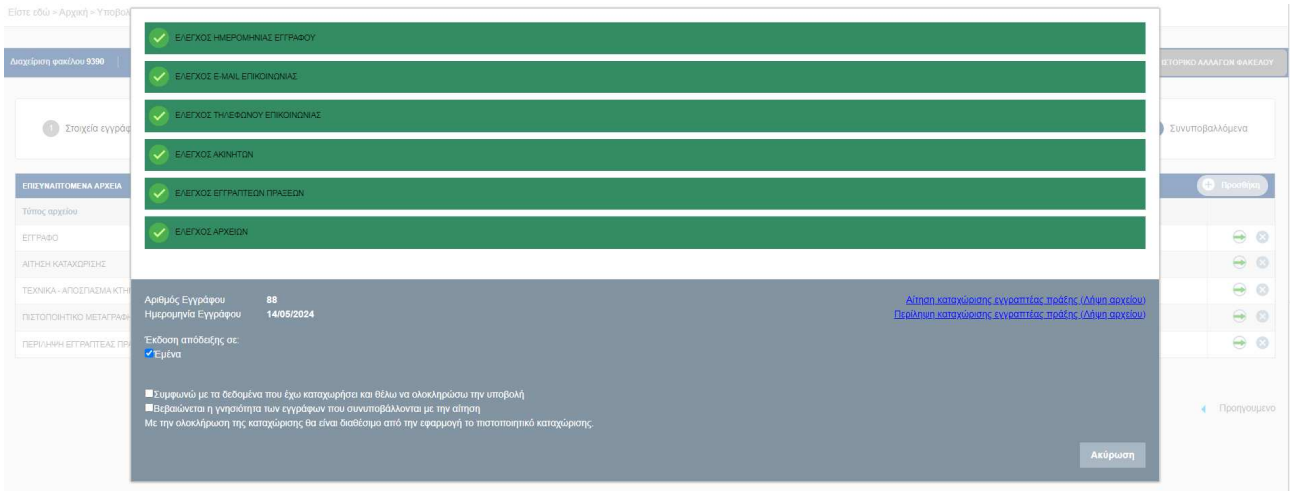 Είστε εδώ » Αρχική » Υποβολ
ΕΛΕΓΧΟΣ ΗΜΕΡΟΜΗΝΙΑΣ ΕΓΓΡΑΦΟΥ
Διαχείριση φακέλου 9390
ΙΣΤΟΡΙΚΟ ΑΛΛΑΓΩΝ ΦΑΚΕΛΟΥ
ΕΛΕΓΧΟΣ E-MAIL ΕΠΙΚΟΙΝΩΝΙΑΣ
ΕΛΕΓΧΟΣ ΤΗΛΕΦΩΝΟΥ ΕΠΙΚΟΙΝΩΝΙΑΣ
1 Στοιχεία εγγράφ
Συνυποβαλλόμενα
ΕΛΕΓΧΟΣ ΑΚΙΝΗΤΩΝ
ΕΠΙΣΥΝΑΠΤΟΜΕΝΑ ΑΡΧΕΙΑ
Προσθήκη
ΕΛΕΓΧΟΣ ΕΓΓΡΑΠΤΕΩΝ ΠΡΑΞΕΩΝ
Τύπος αρχείου
ΕΛΕΓΧΟΣ ΑΡΧΕΙΩΝ
ΕΓΓΡΑΦΟ
ΑΙΤΗΣΗ ΚΑΤΑΧΩΡΙΣΗΣ
ΤΕΧΝΙΚΑ - ΑΠΟΣΠΑΣΜΑ ΚΤΗ
ΠΙΣΤΟΠΟΙΗΤΙΚΟ ΜΕΤΑΓΡΑΦ
ΠΕΡΙΛΗΨΗ ΕΓΓΡΑΠΤΕΑΣ ΠΡΑ
Αριθμός Εγγράφου 88
Αίτηση καταχώρισης εγγραπτέας πράξης (Λήψη αρχείου)
Ημερομηνία Εγγράφου 14/05/2024
Περίληψη καταχώρισης εγγραπτέας πράξης (Λήψη αρχείου)
Έκδοση απόδειξης σε:
Εμένα
Συμφωνώ με τα δεδομένα που έχω καταχωρήσει και θέλω να ολοκληρώσω την υποβολή
Βεβαιώνεται η γνησιότητα των εγγράφων που συνυποβάλλονται με την αίτηση
Με την ολοκλήρωση της καταχώρισης θα είναι διαθέσιμο από την εφαρμογή το πιστοποιητικό καταχώρισης.
Προηγουμενο
Ακύρωση